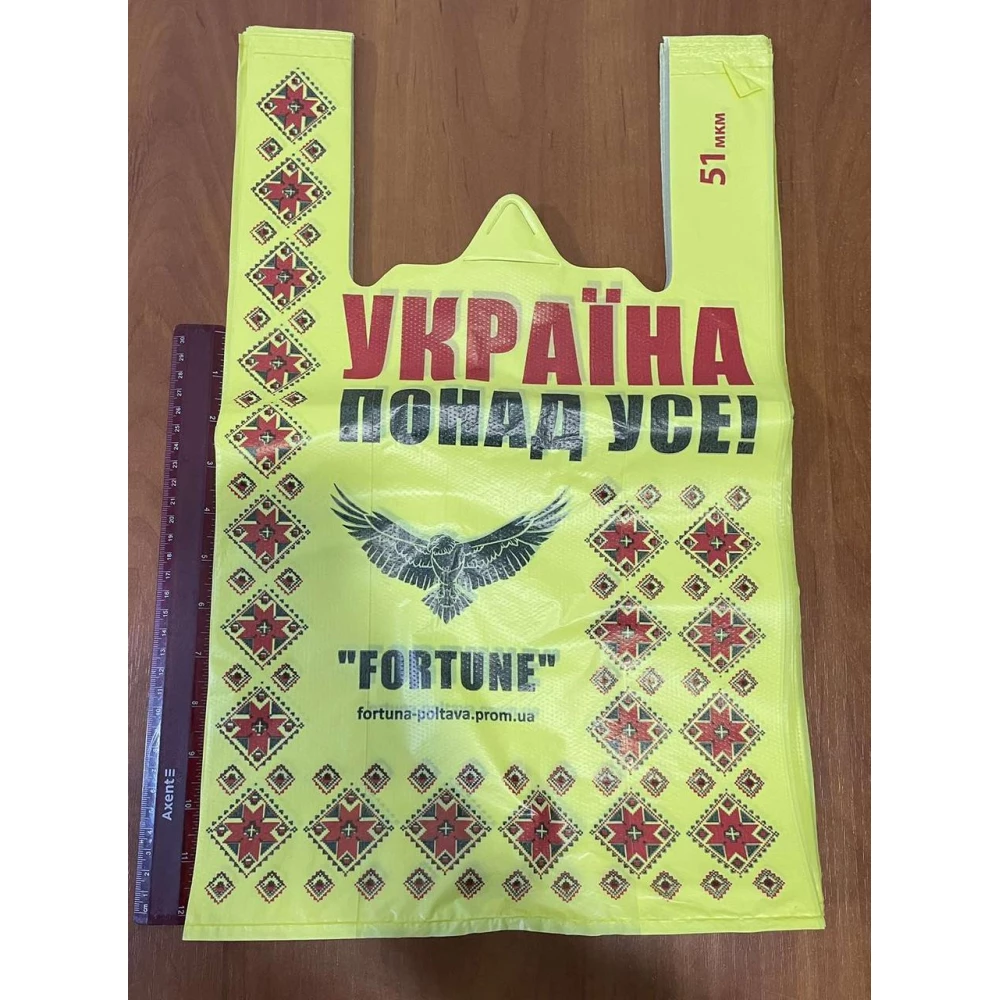 51 мкм
УКРАЇНА
ПОНАД УСЕ!
"FORTUNE"
fortuna-poltava.prom.ua
Axent